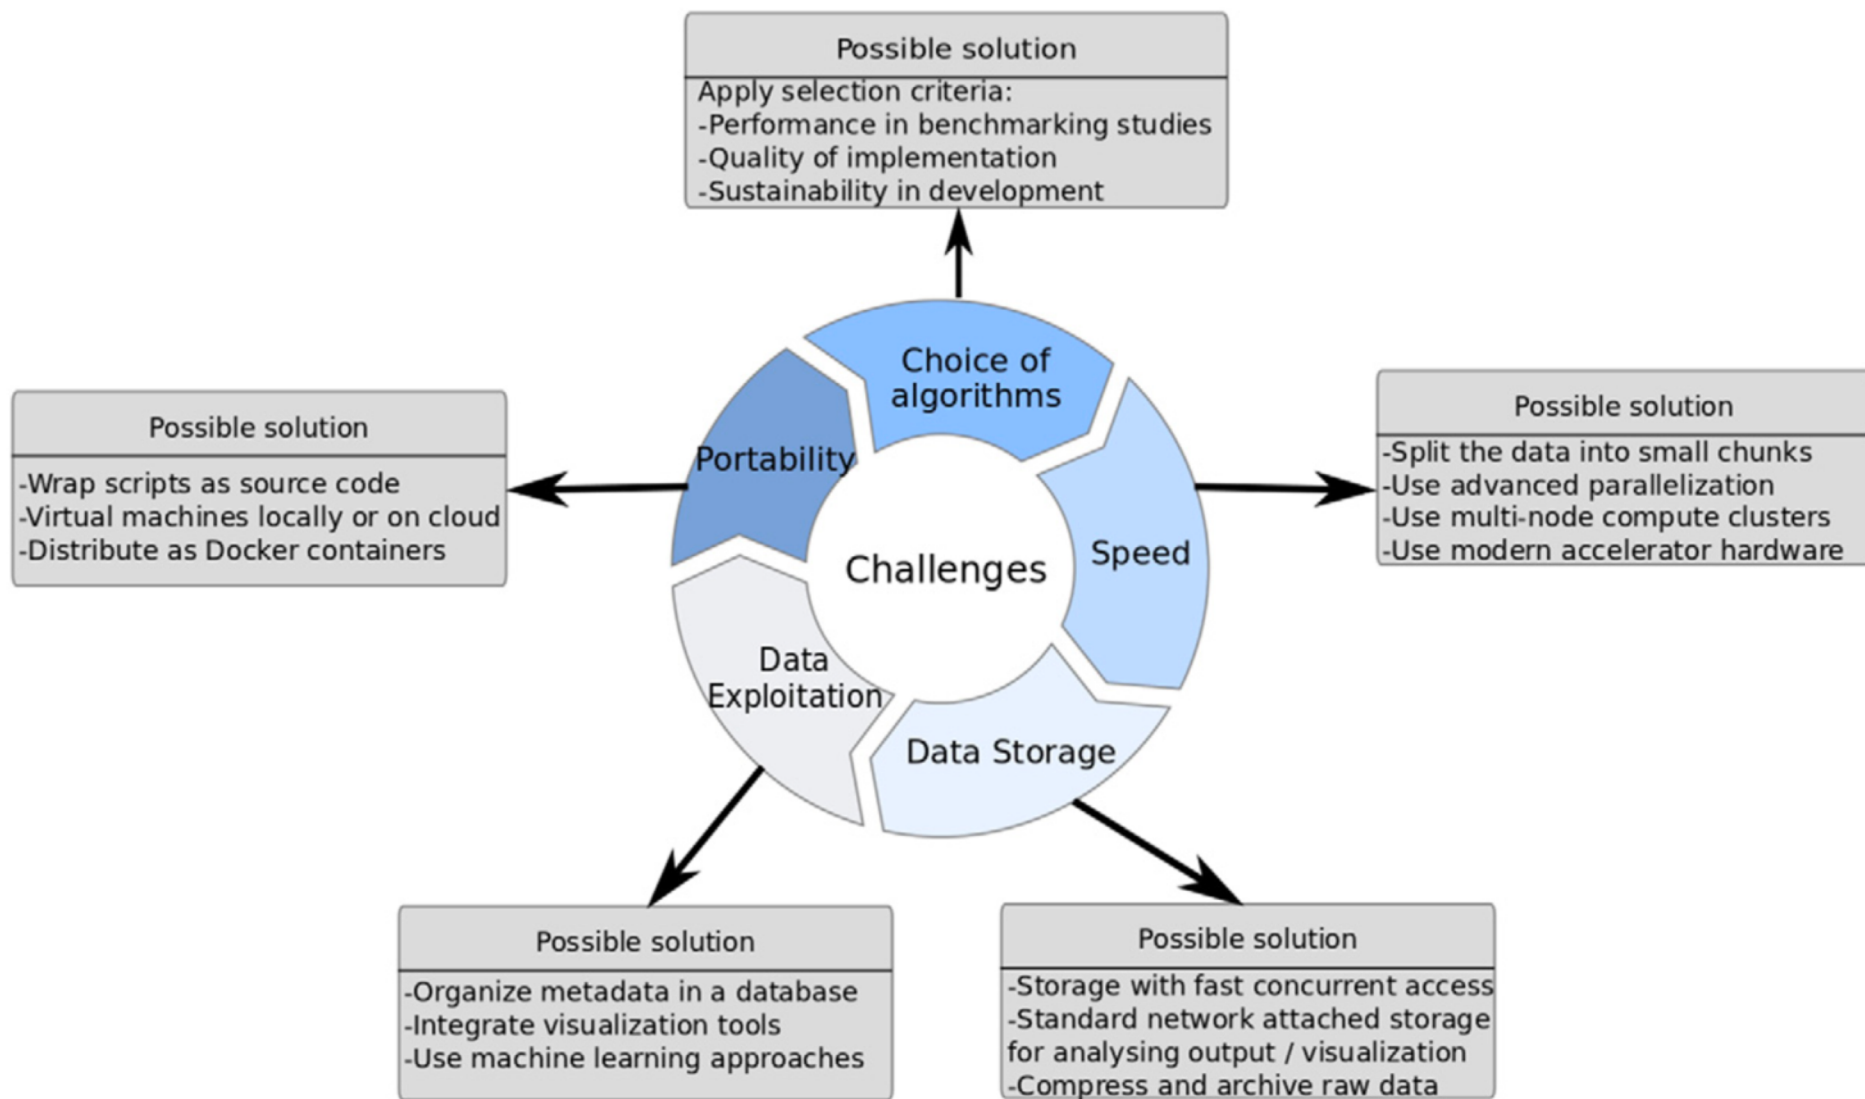 Possible solution
Apply selection criteria:
-Performance in benchmarking studies
-Quality of implementation
-Sustainability in development
Choice of
algorithms
Possible solution
-Wrap scripts as source code
-Virtual machines locally or on cloud
-Distribute as Docker containers
Portability
Possible solution
-Split the data into small chunks
-Use advanced parallelization
-Use multi-node compute clusters
-Use modern accelerator hardware
Speed
Challenges
Data
Exploitation
Data Storage
Possible solution
-Organize metadata in a database
-Integrate visualization tools
-Use machine learning approaches
Possible solution
-Storage with fast concurrent access
-Standard network attached storage
for analysing output / visualization
-Compress and archive raw data